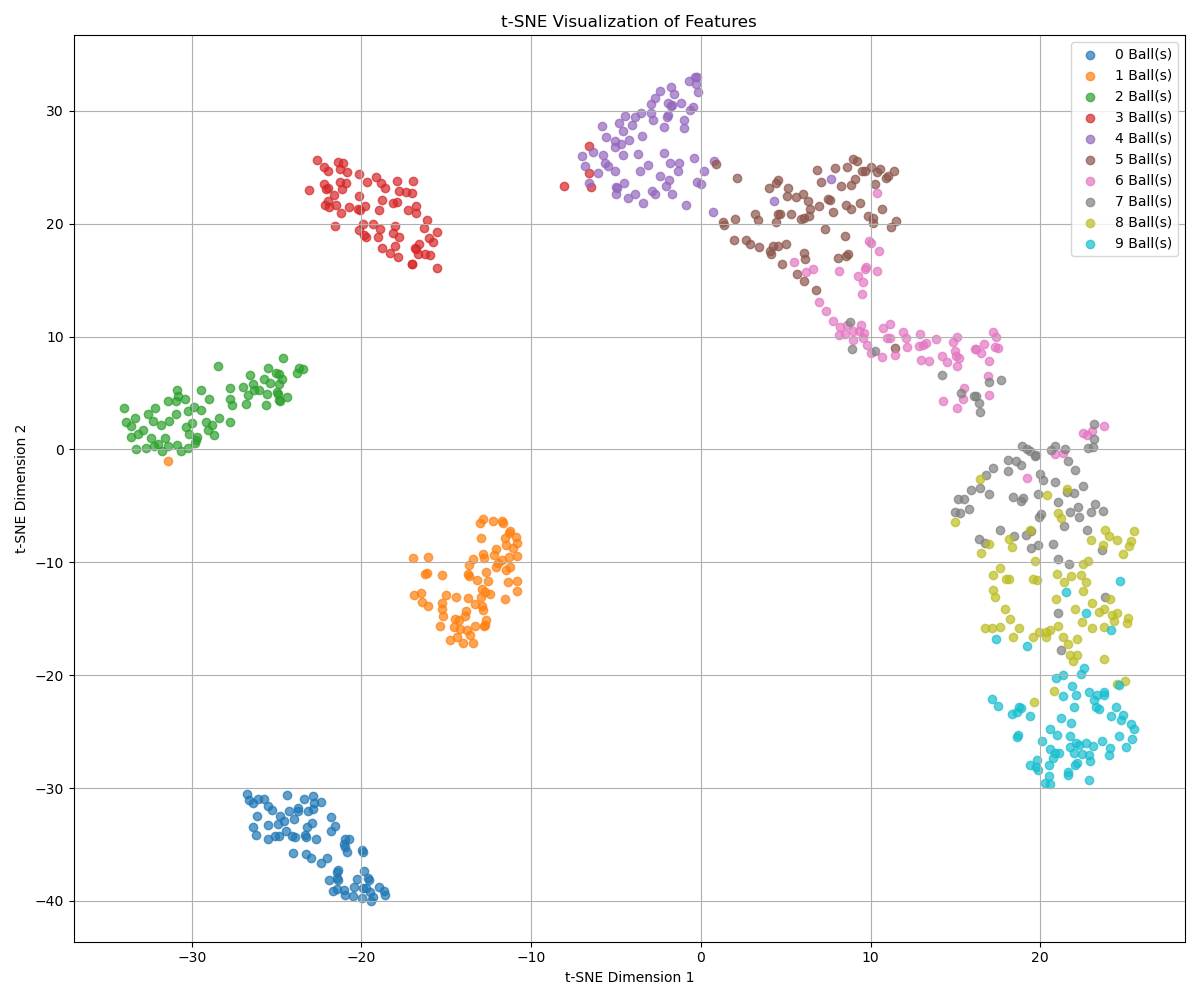 t-SNE Visualization of Features
0 Ball(s)
1 Ball(s)
2 Ball(s)
3 Ball(s)
4 Ball(s)
5 Ball(s)
6 Ball(s)
7 Ball(s)
8 Ball(s)
9 Ball(s)
t-SNE Dimension 2
30
20
10
0
−10
−20
−30
−40
−30
−20
−10
0
10
20
t-SNE Dimension 1